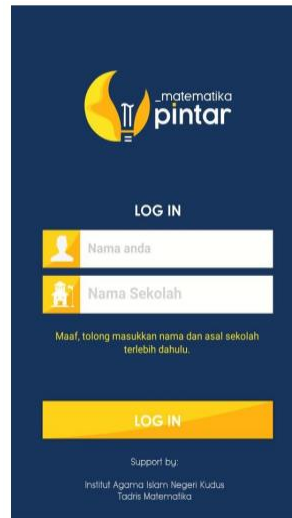 _matematika
pintar
LOG IN
Nama anda
Nama Sekolah
Maaf, tolong masukkan nama dan asal sekolah
terlebih dahulu.
LOG IN
Support by:
Institut Agama Islam Negeri Kudus
Tadris Matematika